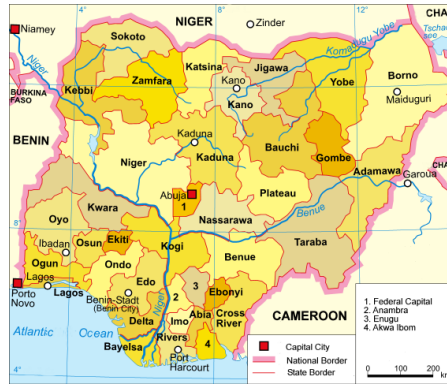 NIGER
Niamey
Zinder
4°
8°
12°
Niger
Sokoto
Katsina
Jigawa
Komadugu Yobe
Tschad-
see
CHA
Zamfara
Kebbi
Kano
Kano
Yobe
Borno
Maiduguri
BURKINA
FASO
BENIN
Kaduna
Kaduna
Bauchi
Gombe
Niger
Adamawa
Garoua
CHA
Abuja
1
Plateau
8°
Kwara
Nassarawa
Benue
Oyo
Taraba
Ibadan
Osun
Ekiti
Kogi
Benue
Ogun
Ondo
Lagos
Lagos
Edo
Porto
Novo
Benin-Stadt
(Benin City)
Niger
2
3
Ebonyi
Abia
Cross
River
CAMEROON
Atlantic
Ocean
Delta
Imo
Rivers
Bayelsa
4
Port
Harcourt
4°
1. Federal Capital
2. Anambra
3. Enugu
4. Akwa Ibom
Capital City
National Border
State Border
0
100
200